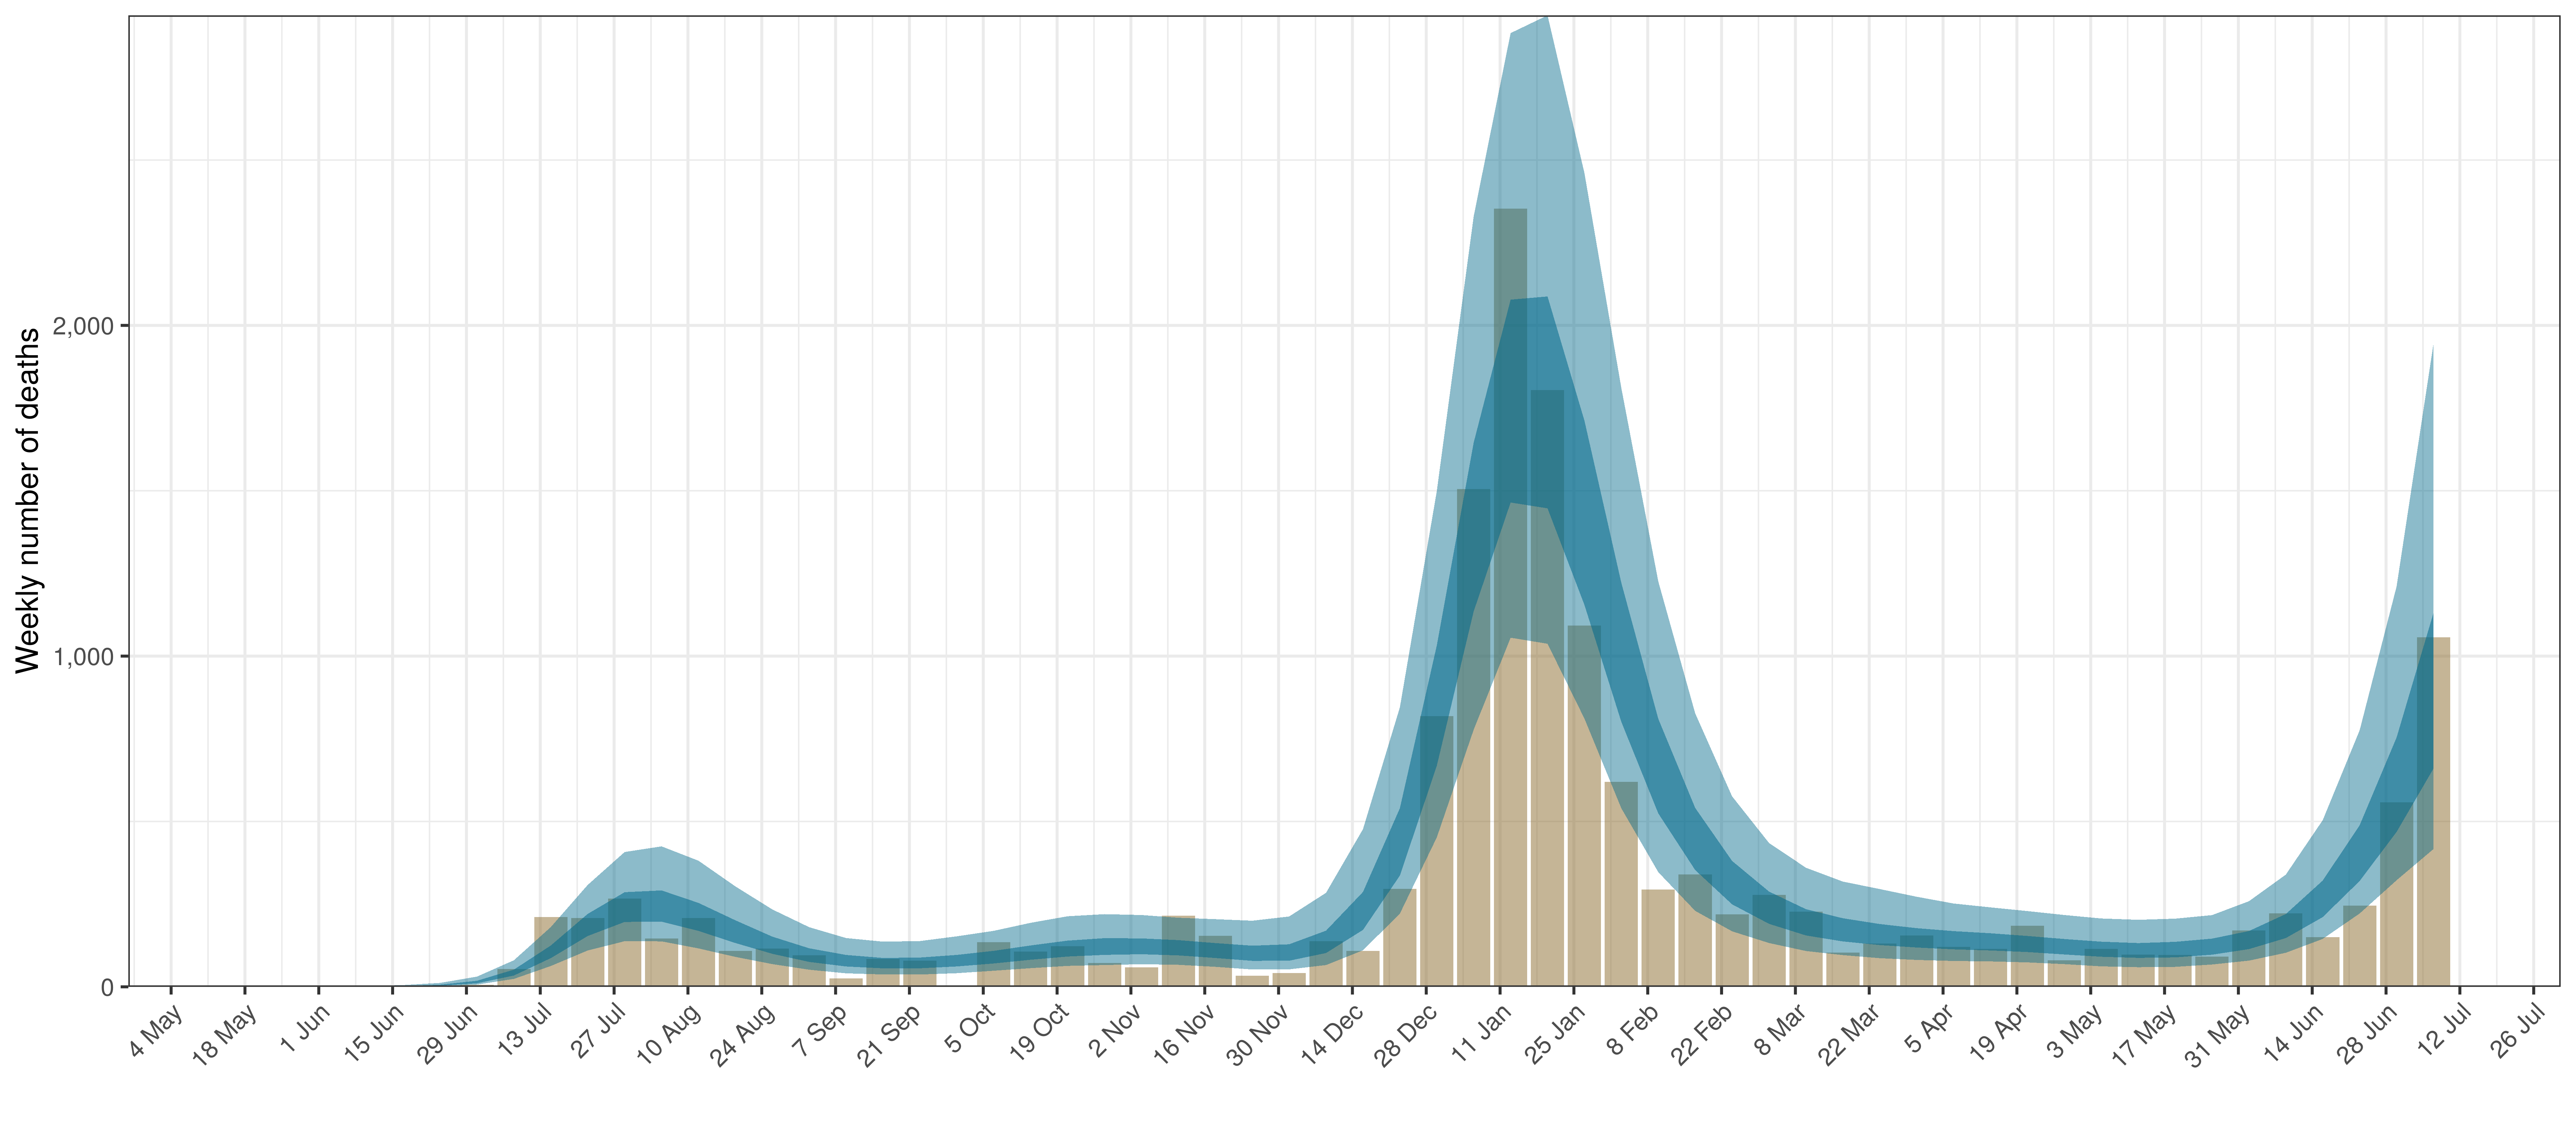 Weekly number of deaths
2,000
1,000
0
4 May
18 May
1 Jun
15 Jun
29 Jun
13 Jul
27 Jul
10 Aug
24 Aug
7 Sep
21 Sep
5 Oct
19 Oct
2 Nov
16 Nov
30 Nov
14 Dec
28 Dec
11 Jan
25 Jan
8 Feb
22 Feb
8 Mar
22 Mar
5 Apr
19 Apr
3 May
17 May
31 May
14 Jun
28 Jun
12 Jul
26 Jul